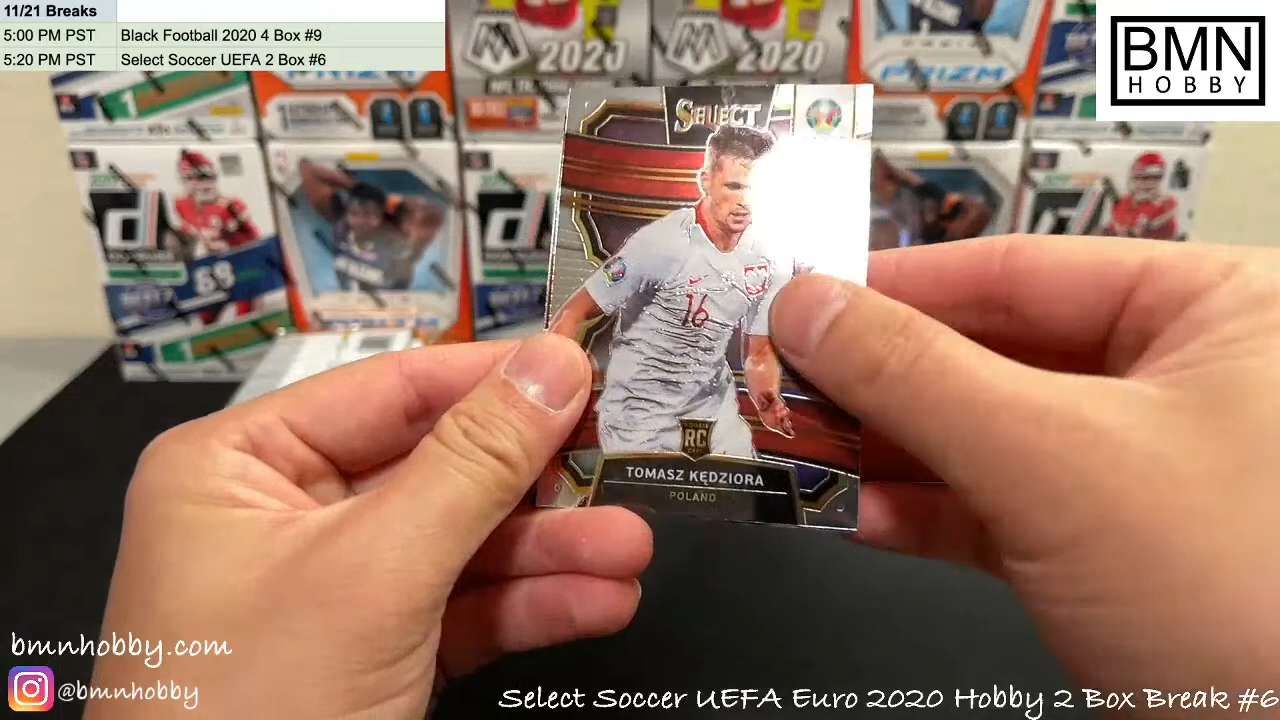 11/21 Breaks
5:00 PM PST Black Football 2020 4 Box #9
5:20 PM PST Select Soccer UEFA 2 Box #6
BMN
HOBBY
2020
2020
PRIZM
PRIZM
SELECT
16
RC
TOMASZ KĘDZIORA
POLAND
bmnhobby.com
@bmnhobby
Select Soccer UEFA Euro 2020 Hobby 2 Box Break #6